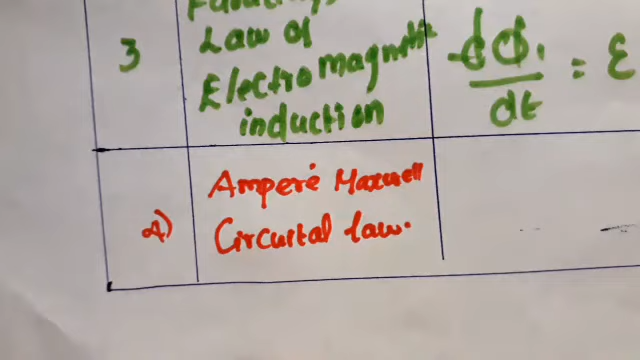 3
Law of
Electromagnetic
induction
-dΦ/dt = ε
4)
Ampere Maxwell
Circuital law.